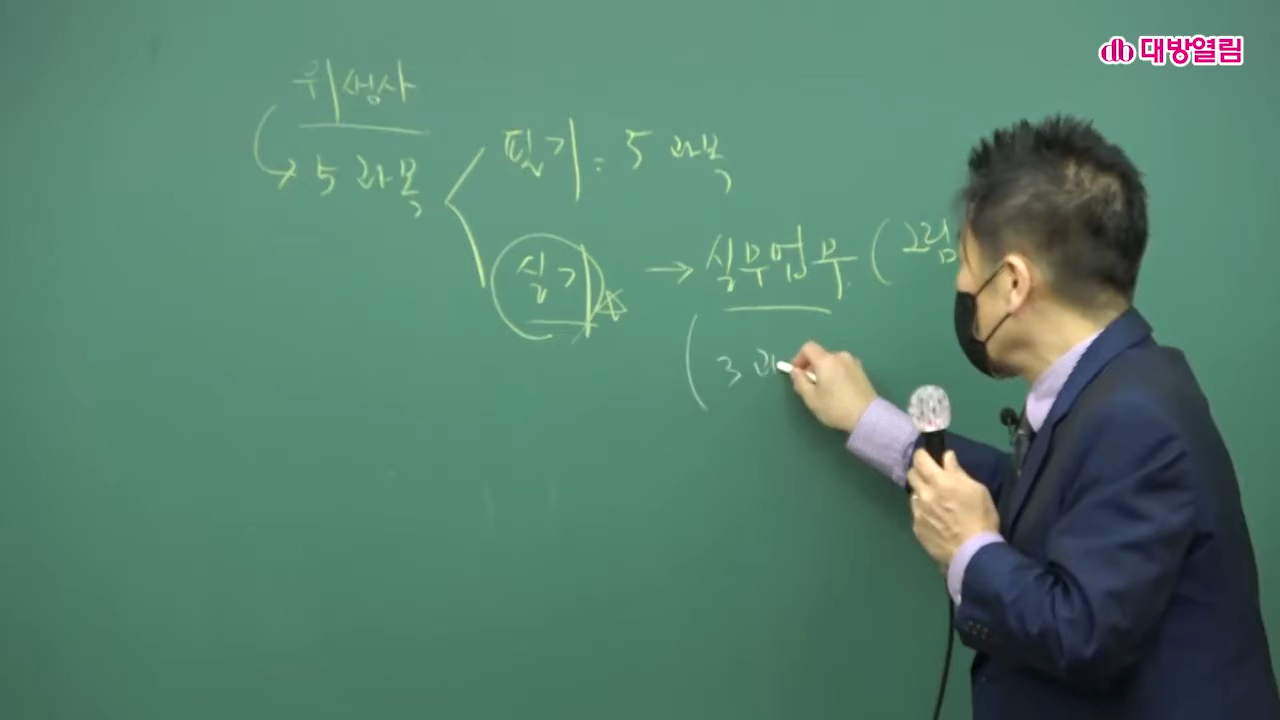 db 대방열림
위생사
5 과목
필기 : 5 과목
실기 → 실무업무 (그림
(3 과